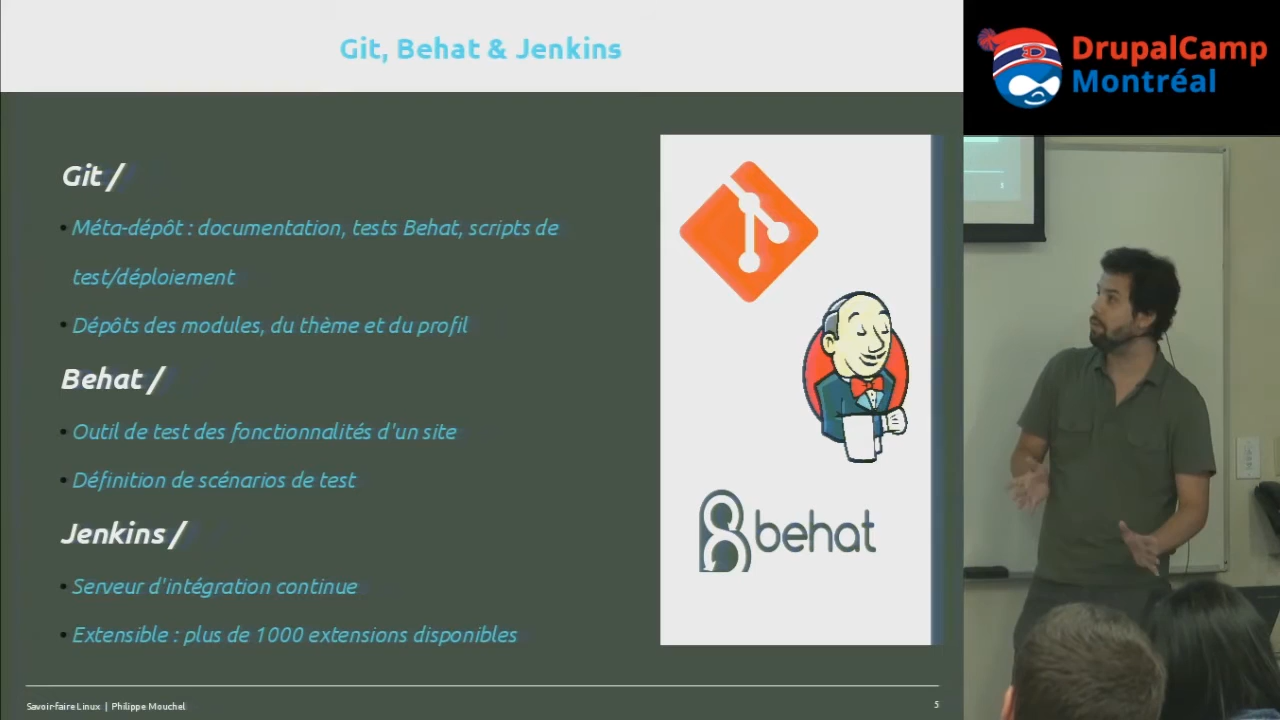 Git, Behat & Jenkins
DrupalCamp
Montréal
Git /
• Méta-dépôt : documentation, tests Behat, scripts de
test/déploiement
• Dépôts des modules, du thème et du profil
Behat /
• Outil de test des fonctionnalités d'un site
• Définition de scénarios de test
Jenkins /
• Serveur d'intégration continue
• Extensible : plus de 1000 extensions disponibles
behat
Savoir-faire Linux | Philippe Mouchel
5